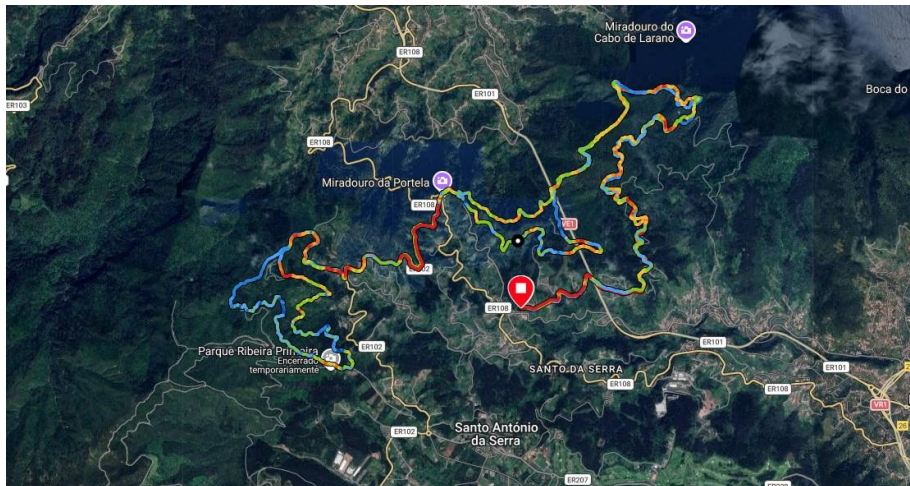 Miradouro do
Cabo de Larano
ER108
ER101
Boca do
ER103
ER108
Miradouro da Portela
ER108
VE1
ER108
ER102
Parque Ribeira Primeira
Encerrado
temporariamente
ER102
SANTO DA SERRA
ER101
ER101
ER108
ER108
VR1
26
Santo António
da Serra
ER102
ER207